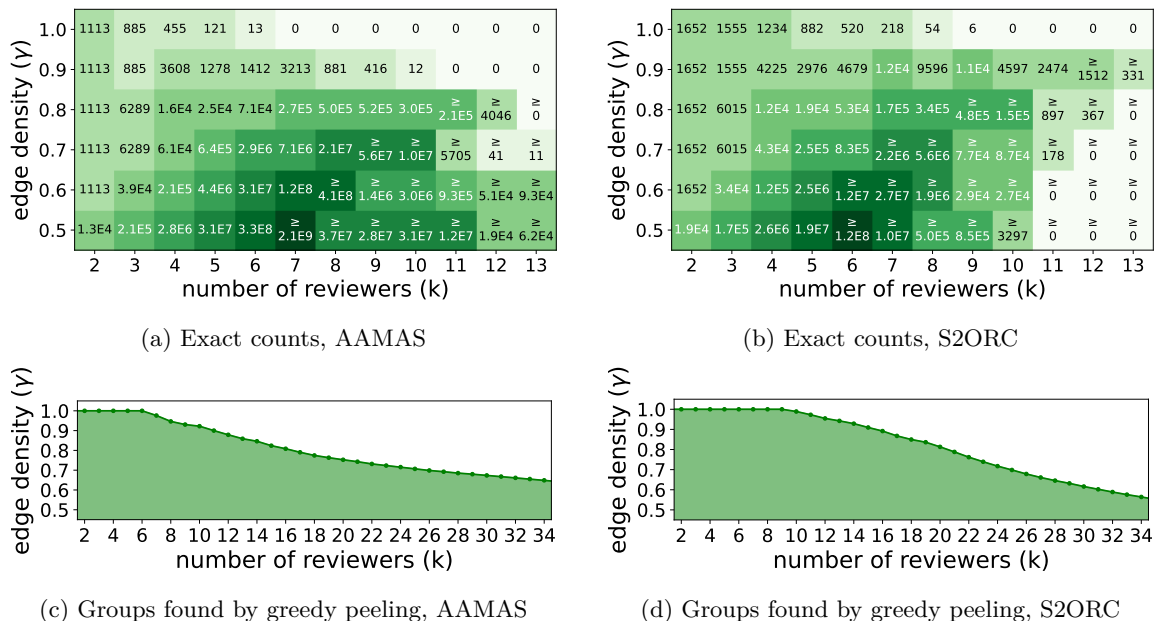 edge density (γ)
1.0 1113 885 455 121 13 0 0 0 0 0 0 0
0.9 1113 885 3608 1278 1412 3213 881 416 12 0 0 0
0.8 1113 6289 1.6E4 2.5E4 7.1E4 2.7E5 5.0E5 5.2E5 3.0E5 ≥ 2.1E5 ≥ 4046 ≥ 0
0.7 1113 6289 6.1E4 6.4E5 2.9E6 7.1E6 2.1E7 ≥ 5.6E7 ≥ 1.0E7 ≥ 5705 ≥ 41 ≥ 11
0.6 1113 3.9E4 2.1E5 4.4E6 3.1E7 1.2E8 ≥ 4.1E8 ≥ 1.4E6 ≥ 3.0E6 ≥ 9.3E5 ≥ 5.1E4 ≥ 9.3E4
0.5 1.3E4 2.1E5 2.8E6 3.1E7 3.3E8 ≥ 2.1E9 ≥ 3.7E7 ≥ 2.8E7 ≥ 3.1E7 ≥ 1.2E7 ≥ 1.9E4 ≥ 6.2E4
2 3 4 5 6 7 8 9 10 11 12 13
number of reviewers (k)
(a) Exact counts, AAMAS
edge density (γ)
1.0 1652 1555 1234 882 520 218 54 6 0 0 0 0
0.9 1652 1555 4225 2976 4679 1.2E4 9596 1.1E4 4597 2474 ≥ 1512 ≥ 331
0.8 1652 6015 1.2E4 1.9E4 5.3E4 1.7E5 3.4E5 ≥ 4.8E5 ≥ 1.5E5 ≥ 897 ≥ 367 ≥ 0
0.7 1652 6015 4.3E4 2.5E5 8.3E5 ≥ 2.2E6 ≥ 5.6E6 ≥ 7.7E4 ≥ 8.7E4 ≥ 178 ≥ 0 ≥ 0
0.6 1652 3.4E4 1.2E5 2.5E6 ≥ 1.2E7 ≥ 2.7E7 ≥ 1.9E6 ≥ 2.9E4 ≥ 2.7E4 ≥ 0 ≥ 0 ≥ 0
0.5 1.9E4 1.7E5 2.6E6 1.9E7 ≥ 1.2E8 ≥ 1.0E7 ≥ 5.0E5 ≥ 8.5E5 ≥ 3297 ≥ 0 ≥ 0 ≥ 0
2 3 4 5 6 7 8 9 10 11 12 13
number of reviewers (k)
(b) Exact counts, S2ORC
edge density (γ)
1.0
0.9
0.8
0.7
0.6
0.5
2 4 6 8 10 12 14 16 18 20 22 24 26 28 30 32 34
number of reviewers (k)
(c) Groups found by greedy peeling, AAMAS
edge density (γ)
1.0
0.9
0.8
0.7
0.6
0.5
2 4 6 8 10 12 14 16 18 20 22 24 26 28 30 32 34
number of reviewers (k)
(d) Groups found by greedy peeling, S2ORC